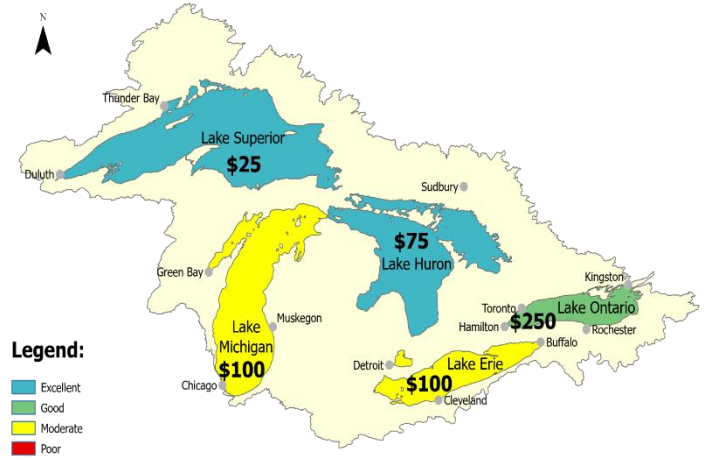 N
Thunder Bay
Lake Superior
$25
Duluth
Sudbury
$75
Lake Huron
Green Bay
Kingston
Toronto
Lake Ontario
$250
Hamilton
Rochester
Muskegon
Lake
Michigan
$100
Buffalo
Detroit
Lake Erie
$100
Chicago
Cleveland
Legend:
Excellent
Good
Moderate
Poor